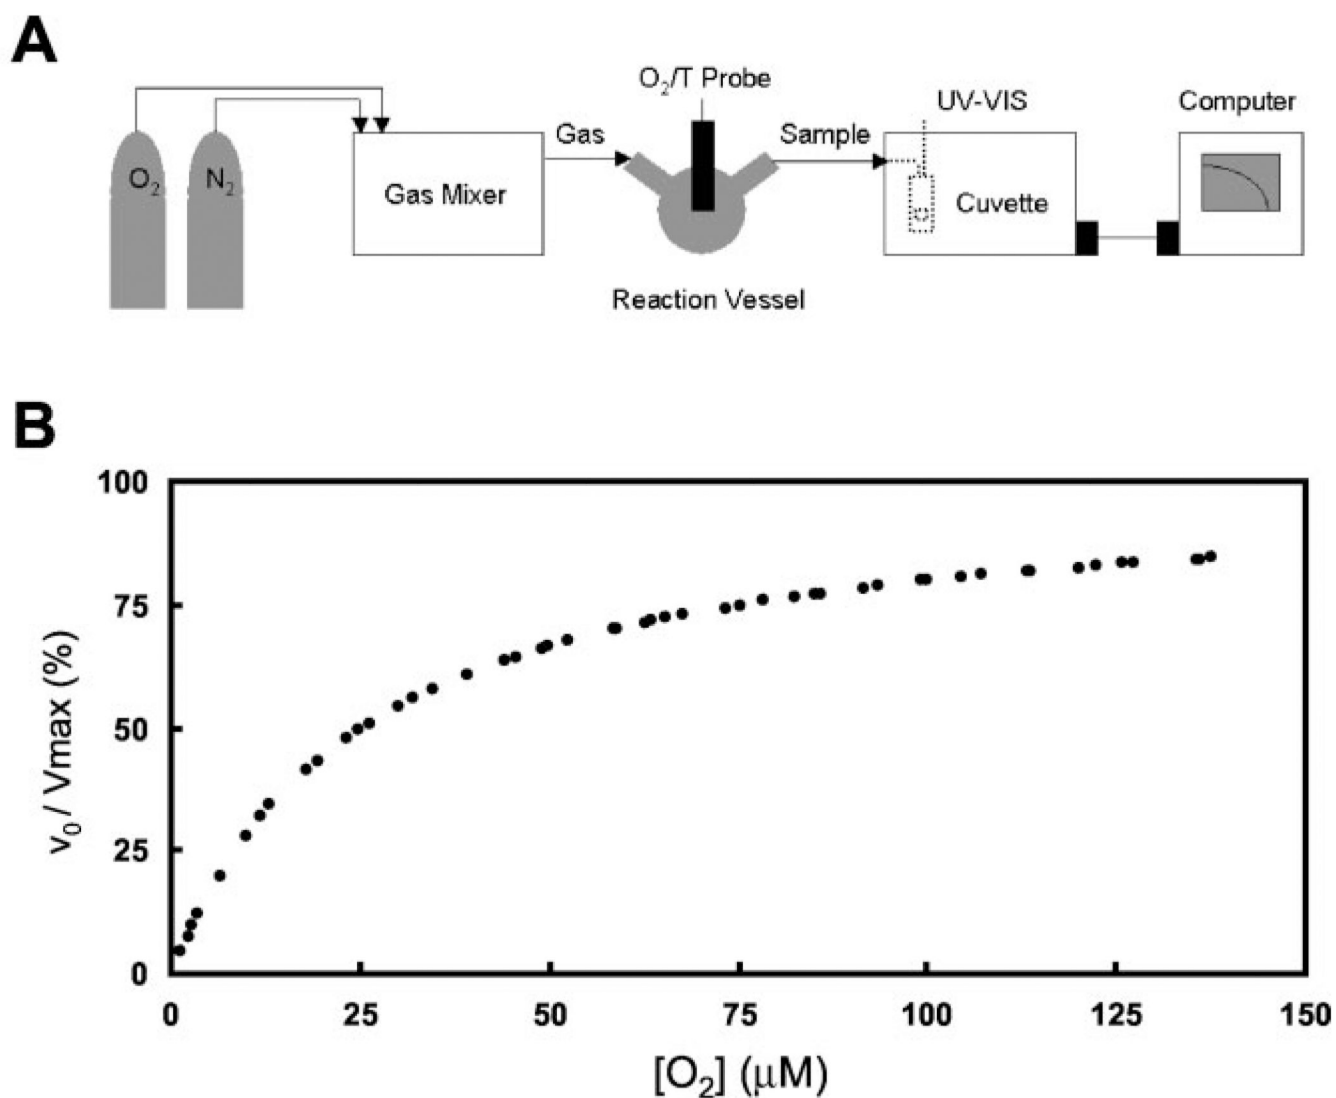 A
O₂/T Probe
UV-VIS
Computer
Gas
Sample
O₂
N₂
Gas Mixer
Cuvette
Reaction Vessel
B
100
75
50
25
0
v₀ / Vmax (%)
0 25 50 75 100 125 150
[O₂] (μM)